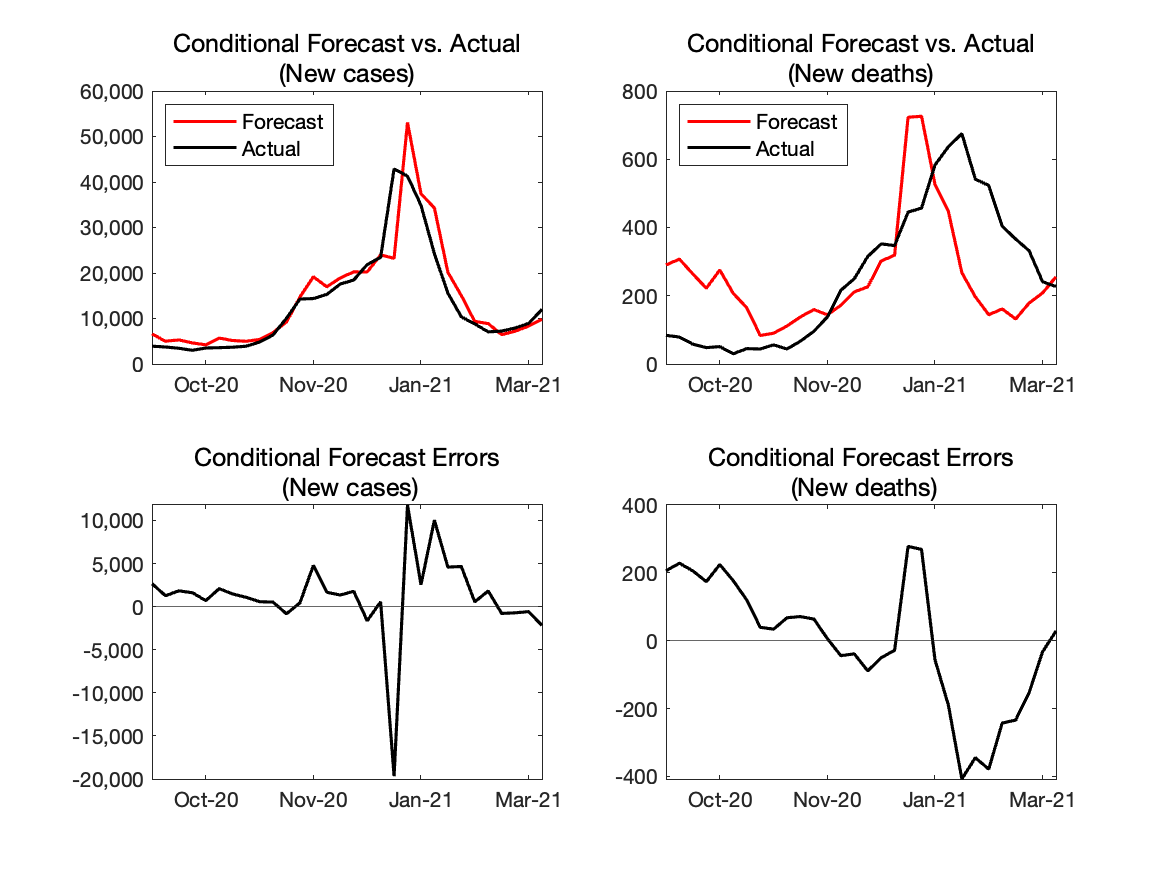 Conditional Forecast vs. Actual
(New cases)
60,000
50,000
40,000
30,000
20,000
10,000
0
Forecast
Actual
Oct-20 Nov-20 Jan-21 Mar-21
Conditional Forecast vs. Actual
(New deaths)
800
600
400
200
0
Forecast
Actual
Oct-20 Nov-20 Jan-21 Mar-21
Conditional Forecast Errors
(New cases)
10,000
5,000
0
-5,000
-10,000
-15,000
-20,000
Oct-20 Nov-20 Jan-21 Mar-21
Conditional Forecast Errors
(New deaths)
400
200
0
-200
-400
Oct-20 Nov-20 Jan-21 Mar-21